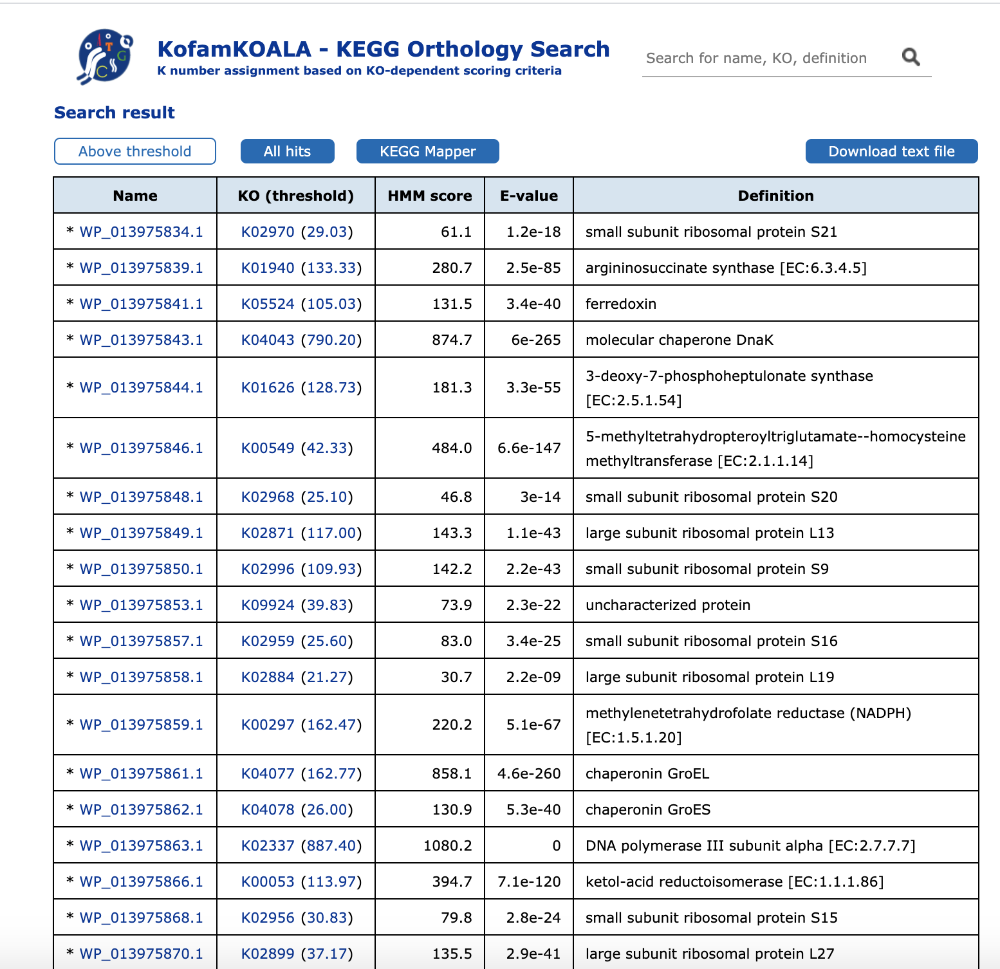 KofamKOALA - KEGG Orthology Search
K number assignment based on KO-dependent scoring criteria
Search for name, KO, definition
Search result
Above threshold All hits KEGG Mapper Download text file
Name KO (threshold) HMM score E-value Definition
* WP_013975834.1 K02970 (29.03) 61.1 1.2e-18 small subunit ribosomal protein S21
* WP_013975839.1 K01940 (133.33) 280.7 2.5e-85 argininosuccinate synthase [EC:6.3.4.5]
* WP_013975841.1 K05524 (105.03) 131.5 3.4e-40 ferredoxin
* WP_013975843.1 K04043 (790.20) 874.7 6e-265 molecular chaperone DnaK
* WP_013975844.1 K01626 (128.73) 181.3 3.3e-55 3-deoxy-7-phosphoheptulonate synthase
[EC:2.5.1.54]
* WP_013975846.1 K00549 (42.33) 484.0 6.6e-147 5-methyltetrahydropteroyltriglutamate--homocysteine
methyltransferase [EC:2.1.1.14]
* WP_013975848.1 K02968 (25.10) 46.8 3e-14 small subunit ribosomal protein S20
* WP_013975849.1 K02871 (117.00) 143.3 1.1e-43 large subunit ribosomal protein L13
* WP_013975850.1 K02996 (109.93) 142.2 2.2e-43 small subunit ribosomal protein S9
* WP_013975853.1 K09924 (39.83) 73.9 2.3e-22 uncharacterized protein
* WP_013975857.1 K02959 (25.60) 83.0 3.4e-25 small subunit ribosomal protein S16
* WP_013975858.1 K02884 (21.27) 30.7 2.2e-09 large subunit ribosomal protein L19
* WP_013975859.1 K00297 (162.47) 220.2 5.1e-67 methylenetetrahydrofolate reductase (NADPH)
[EC:1.5.1.20]
* WP_013975861.1 K04077 (162.77) 858.1 4.6e-260 chaperonin GroEL
* WP_013975862.1 K04078 (26.00) 130.9 5.3e-40 chaperonin GroES
* WP_013975863.1 K02337 (887.40) 1080.2 0 DNA polymerase III subunit alpha [EC:2.7.7.7]
* WP_013975866.1 K00053 (113.97) 394.7 7.1e-120 ketol-acid reductoisomerase [EC:1.1.1.86]
* WP_013975868.1 K02956 (30.83) 79.8 2.8e-24 small subunit ribosomal protein S15
* WP_013975870.1 K02899 (37.17) 135.5 2.9e-41 large subunit ribosomal protein L27